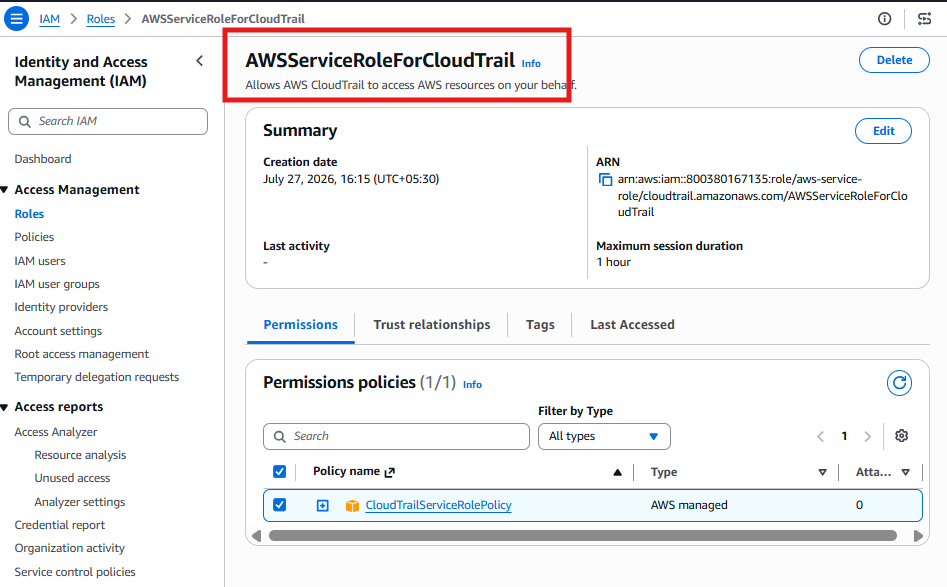 IAM > Roles > AWSServiceRoleForCloudTrail
Identity and Access
Management (IAM)
Search IAM
Dashboard
Access Management
Roles
Policies
IAM users
IAM user groups
Identity providers
Account settings
Root access management
Temporary delegation requests
Access reports
Access Analyzer
Resource analysis
Unused access
Analyzer settings
Credential report
Organization activity
Service control policies
AWSServiceRoleForCloudTrail Info
Delete
Allows AWS CloudTrail to access AWS resources on your behalf.
Summary
Edit
Creation date
July 27, 2026, 16:15 (UTC+05:30)
ARN
arn:aws:iam::800380167135:role/aws-service-
role/cloudtrail.amazonaws.com/AWSServiceRoleForClo
udTrail
Last activity
-
Maximum session duration
1 hour
Permissions
Trust relationships
Tags
Last Accessed
Permissions policies (1/1) Info
Filter by Type
Search
All types
1
Policy name
Type
Atta...
CloudTrailServiceRolePolicy
AWS managed
0